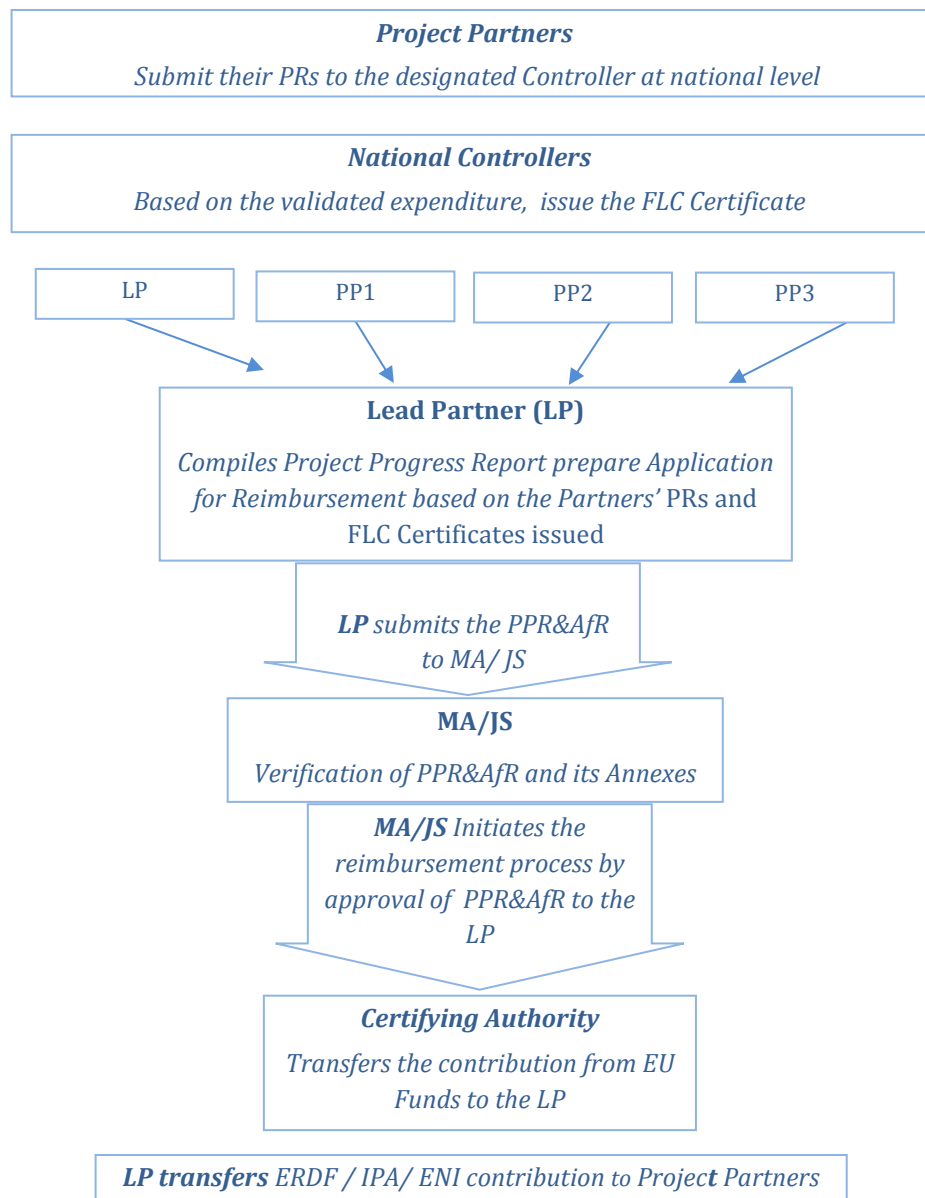 Project Partners
Submit their PRs to the designated Controller at national level
National Controllers
Based on the validated expenditure, issue the FLC Certificate
LP
PP1
PP2
PP3
Lead Partner (LP)
Compiles Project Progress Report prepare Application
for Reimbursement based on the Partners' PRs and
FLC Certificates issued
LP submits the PPR&AfR
to MA/ JS
MA/JS
Verification of PPR&AfR and its Annexes
MA/JS Initiates the
reimbursement process by
approval of PPR&AfR to the
LP
Certifying Authority
Transfers the contribution from EU
Funds to the LP
LP transfers ERDF / IPA/ ENI contribution to Project Partners